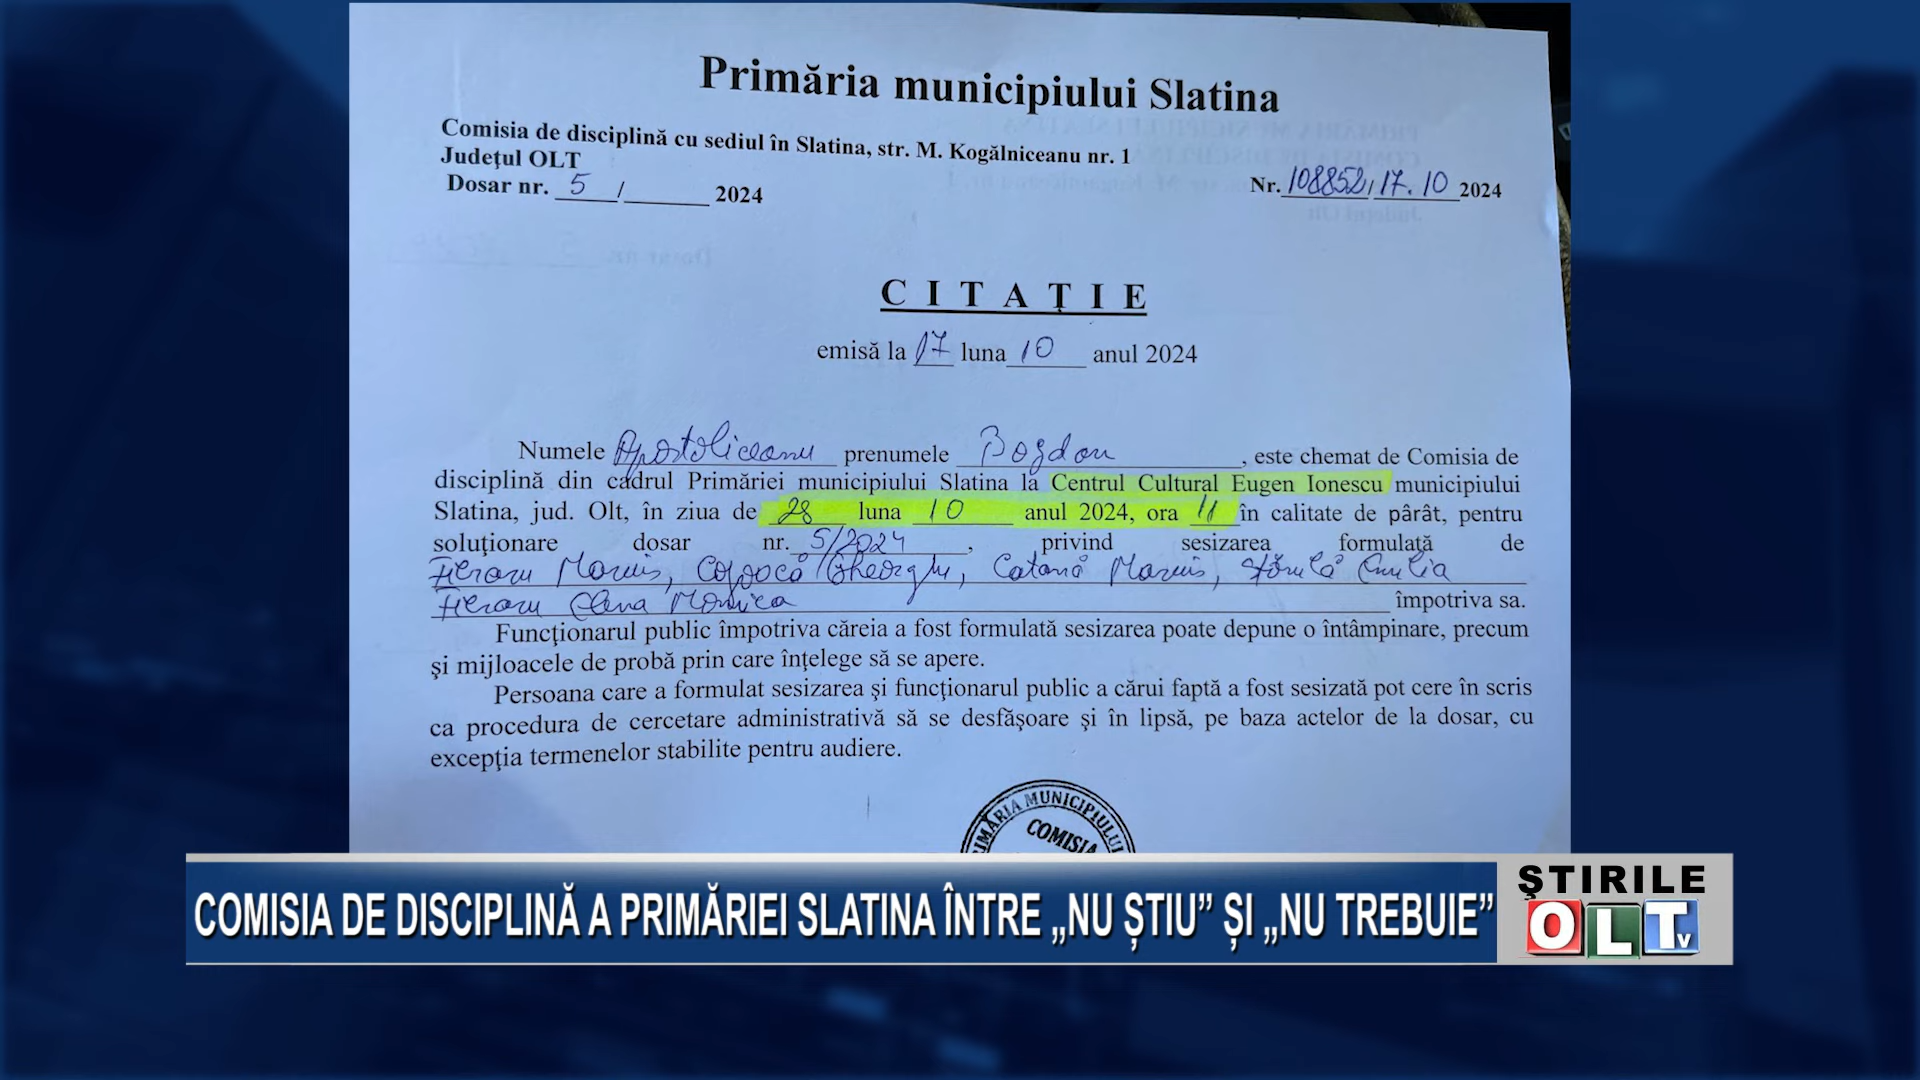 Primăria municipiului Slatina
Comisia de disciplină cu sediul în Slatina, str. M. Kogălniceanu nr. 1
Judeţul OLT
Dosar nr. 5 / 2024
Nr. 108852/17.10 2024
CITAŢIE
emisă la 17 luna 10 anul 2024
Numele Apostoliceanu prenumele Bogdan, este chemat de Comisia de
disciplină din cadrul Primăriei municipiului Slatina la Centrul Cultural Eugen Ionescu municipiului
Slatina, jud. Olt, în ziua de 28 luna 10 anul 2024, ora 11 în calitate de pârât, pentru
soluţionare dosar nr. 5/2024, privind sesizarea formulată de
Fieraru Marius, Copocă Gheorghe, Catană Marius, Stăncilă Emilia
Fieraru Elena Monica împotriva sa.
Funcţionarul public împotriva căreia a fost formulată sesizarea poate depune o întâmpinare, precum
şi mijloacele de probă prin care înţelege să se apere.
Persoana care a formulat sesizarea şi funcţionarul public a cărui faptă a fost sesizată pot cere în scris
ca procedura de cercetare administrativă să se desfăşoare şi în lipsă, pe baza actelor de la dosar, cu
excepţia termenelor stabilite pentru audiere.
PRIMĂRIA MUNICIPIULUI
COMISIA
COMISIA DE DISCIPLINĂ A PRIMĂRIEI SLATINA ÎNTRE „NU ȘTIU” ȘI „NU TREBUIE”
ŞTIRILE
OLT TV